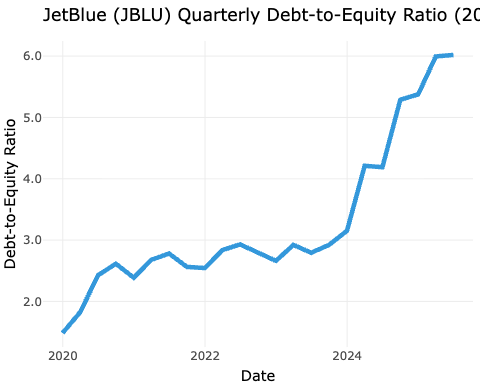 JetBlue (JBLU) Quarterly Debt-to-Equity Ratio (20
6.0
5.0
4.0
3.0
2.0
Debt-to-Equity Ratio
2020
2022
2024
Date